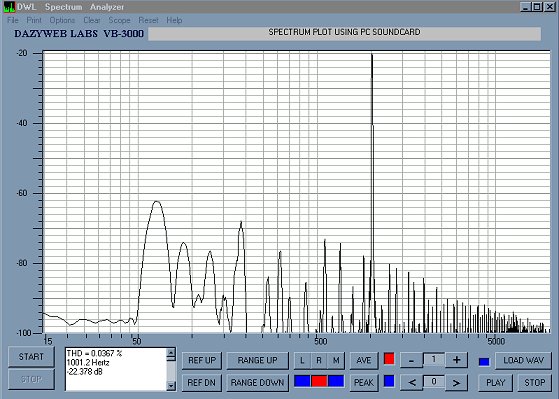 DWL Spectrum Analyzer
File Print Options Clear Scope Reset Help
DAZYWEB LABS VB-3000
SPECTRUM PLOT USING PC SOUNDCARD
-20
-40
-60
-80
-100
15 50 500 5000
START
STOP
THD = 0.0367 %
1001.2 Hertz
-22.378 dB
REF UP RANGE UP L R M AVE - 1 + LOAD WAV
REF DN RANGE DOWN PEAK < 0 > PLAY STOP